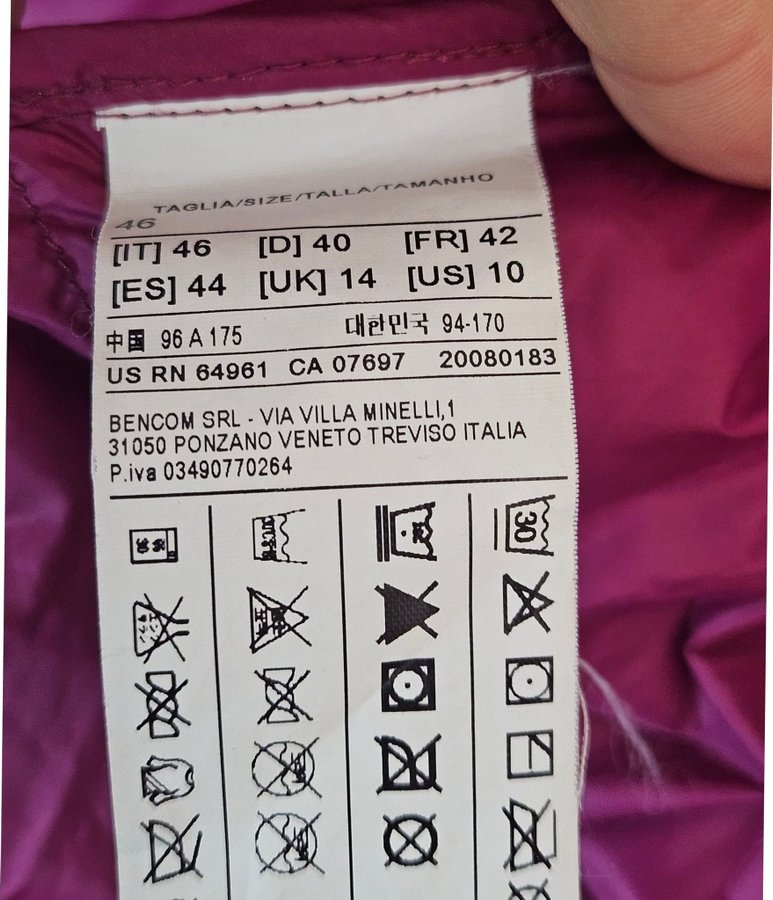 TAGLIA/SIZE/TALLA/TAMANHO
46
[IT] 46 [D] 40 [FR] 42
[ES] 44 [UK] 14 [US] 10
中国 96 A 175 대한민국 94-170
US RN 64961 CA 07697 20080183
BENCOM SRL - VIA VILLA MINELLI,1
31050 PONZANO VENETO TREVISO ITALIA
P.iva 03490770264
30